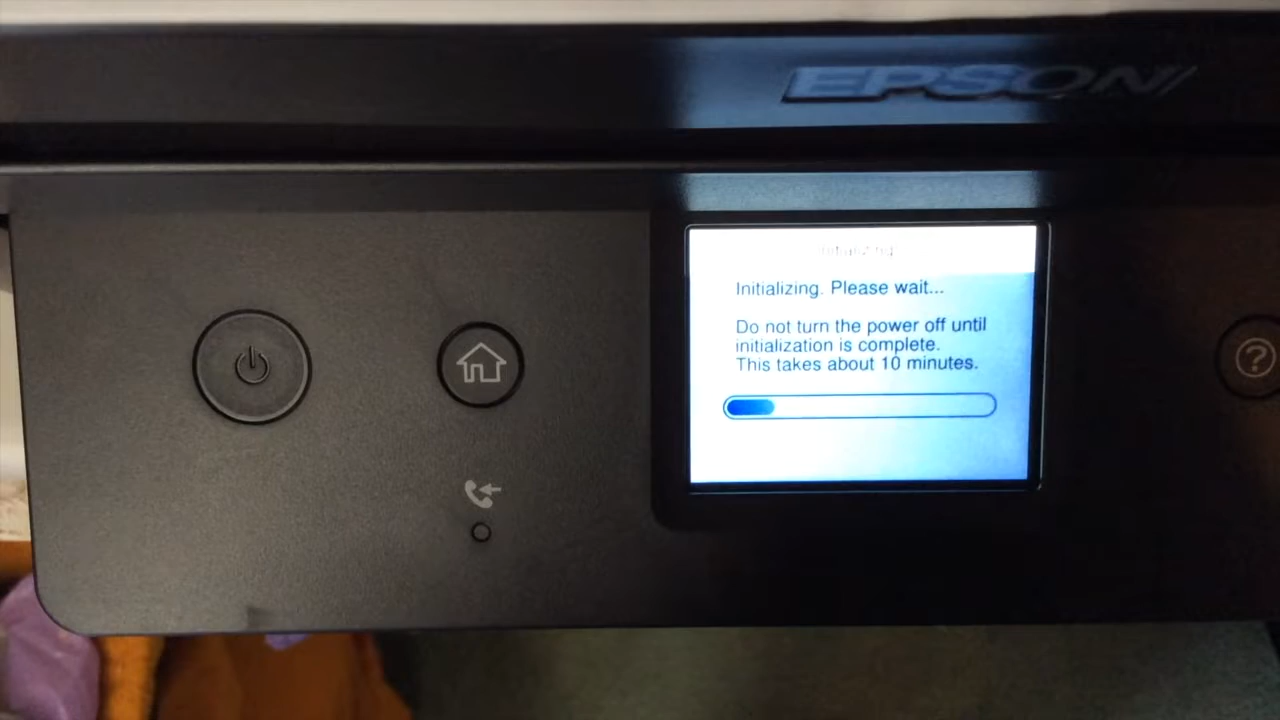 EPSON
Initializing
Initializing. Please wait...
Do not turn the power off until
initialization is complete.
This takes about 10 minutes.
?